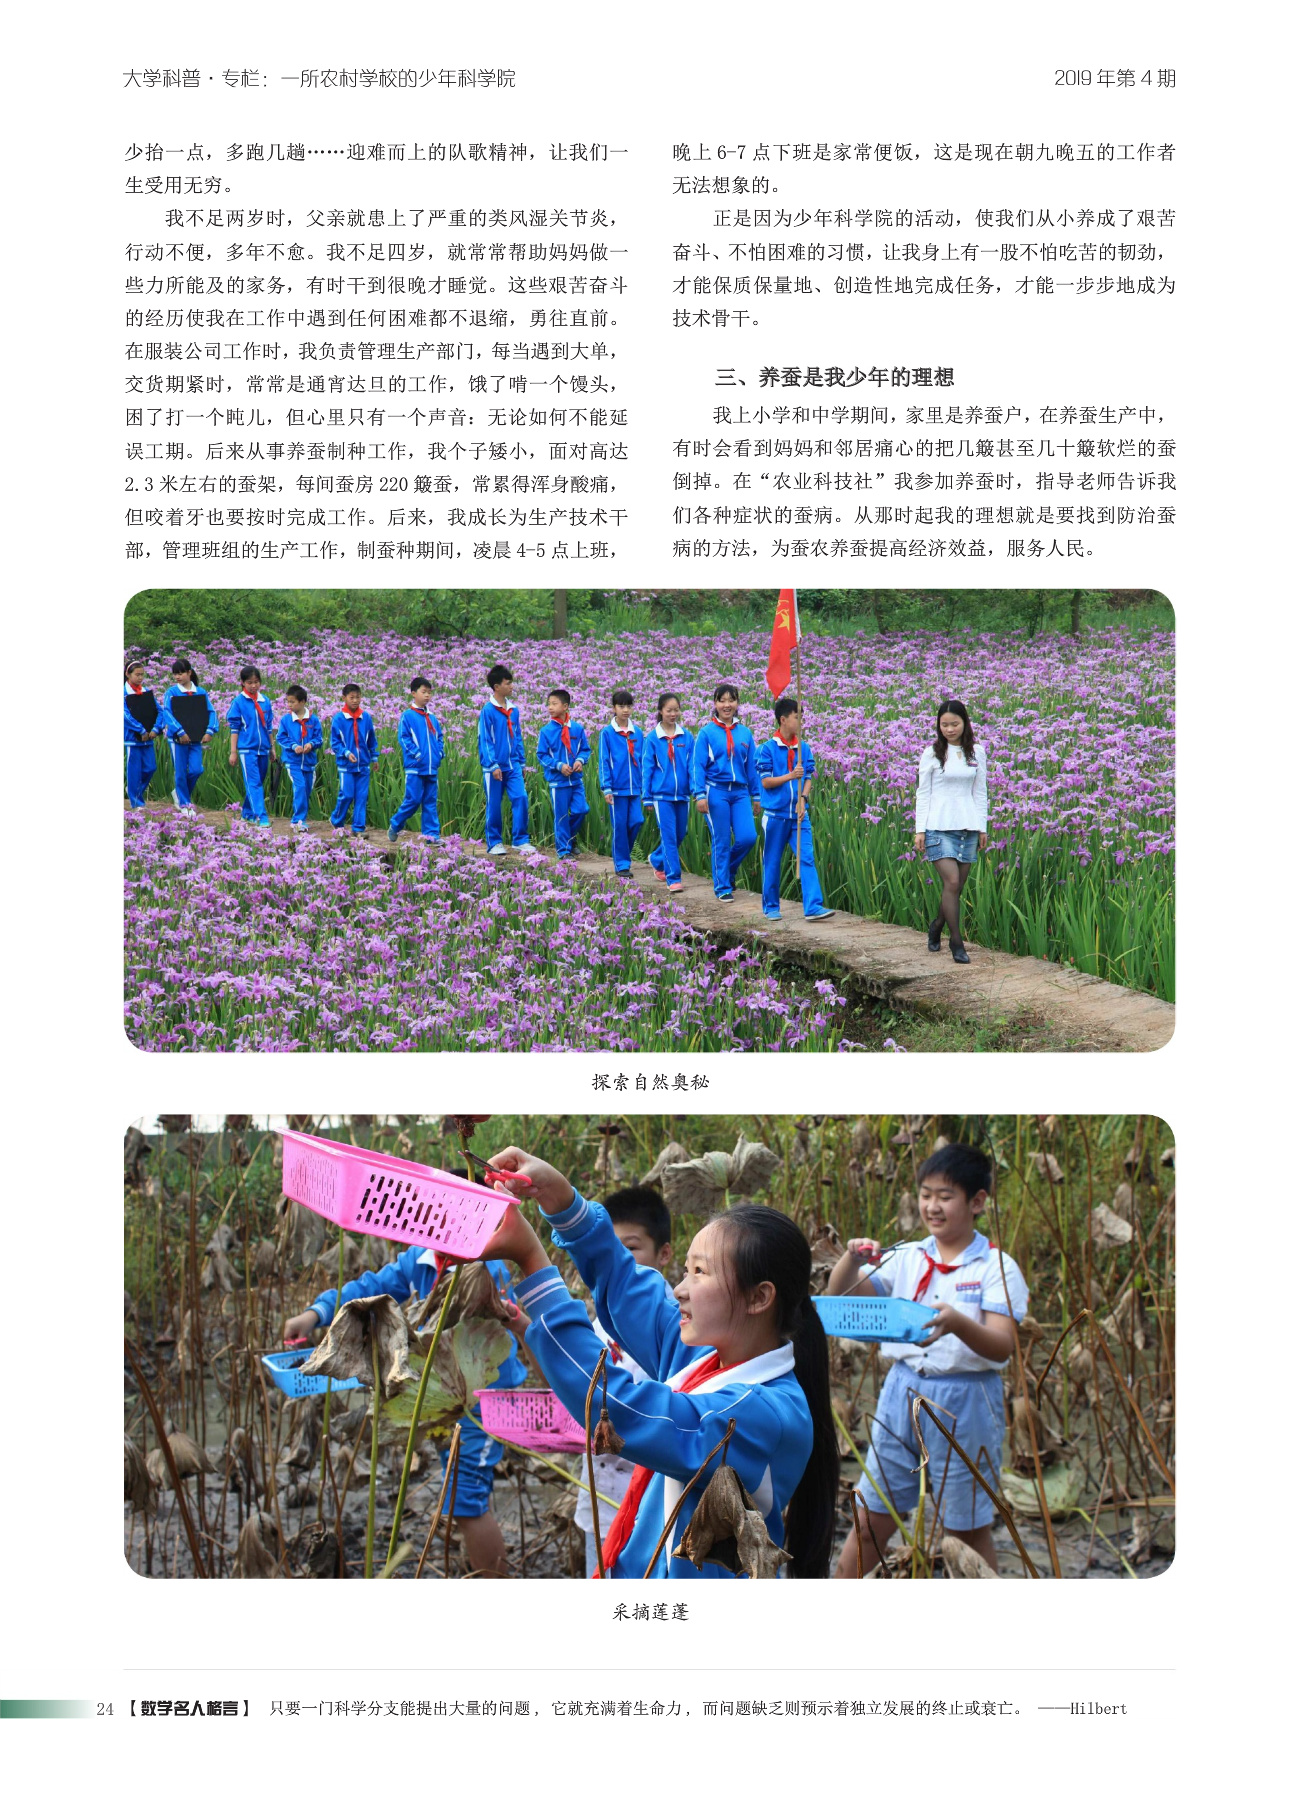 大学科普·专栏：一所农村学校的少年科学院
2019 年第 4 期
少抬一点，多跑几趟……迎难而上的队歌精神，让我们一
生受用无穷。
我不足两岁时，父亲就患上了严重的类风湿关节炎，
行动不便，多年不愈。我不足四岁，就常常帮助妈妈做一
些力所能及的家务，有时干到很晚才睡觉。这些艰苦奋斗
的经历使我在工作中遇到任何困难都不退缩，勇往直前。
在服装公司工作时，我负责管理生产部门，每当遇到大单，
交货期紧时，常常是通宵达旦的工作，饿了啃一个馒头，
困了打一个盹儿，但心里只有一个声音：无论如何不能延
误工期。后来从事养蚕制种工作，我个子矮小，面对高达
2.3 米左右的蚕架，每间蚕房 220 簸蚕，常累得浑身酸痛，
但咬着牙也要按时完成工作。后来，我成长为生产技术干
部，管理班组的生产工作，制蚕种期间，凌晨 4-5 点上班，
晚上 6-7 点下班是家常便饭，这是现在朝九晚五的工作者
无法想象的。
正是因为少年科学院的活动，使我们从小养成了艰苦
奋斗、不怕困难的习惯，让我身上有一股不怕吃苦的韧劲，
才能保质保量地、创造性地完成任务，才能一步步地成为
技术骨干。
三、养蚕是我少年的理想
我上小学和中学期间，家里是养蚕户，在养蚕生产中，
有时会看到妈妈和邻居痛心的把几簸甚至几十簸软烂的蚕
倒掉。在“农业科技社”我参加养蚕时，指导老师告诉我
们各种症状的蚕病。从那时起我的理想就是要找到防治蚕
病的方法，为蚕农养蚕提高经济效益，服务人民。
探索自然奥秘
采摘莲蓬
24 【数学名人格言】 只要一门科学分支能提出大量的问题，它就充满着生命力，而问题缺乏则预示着独立发展的终止或衰亡。 ——Hilbert